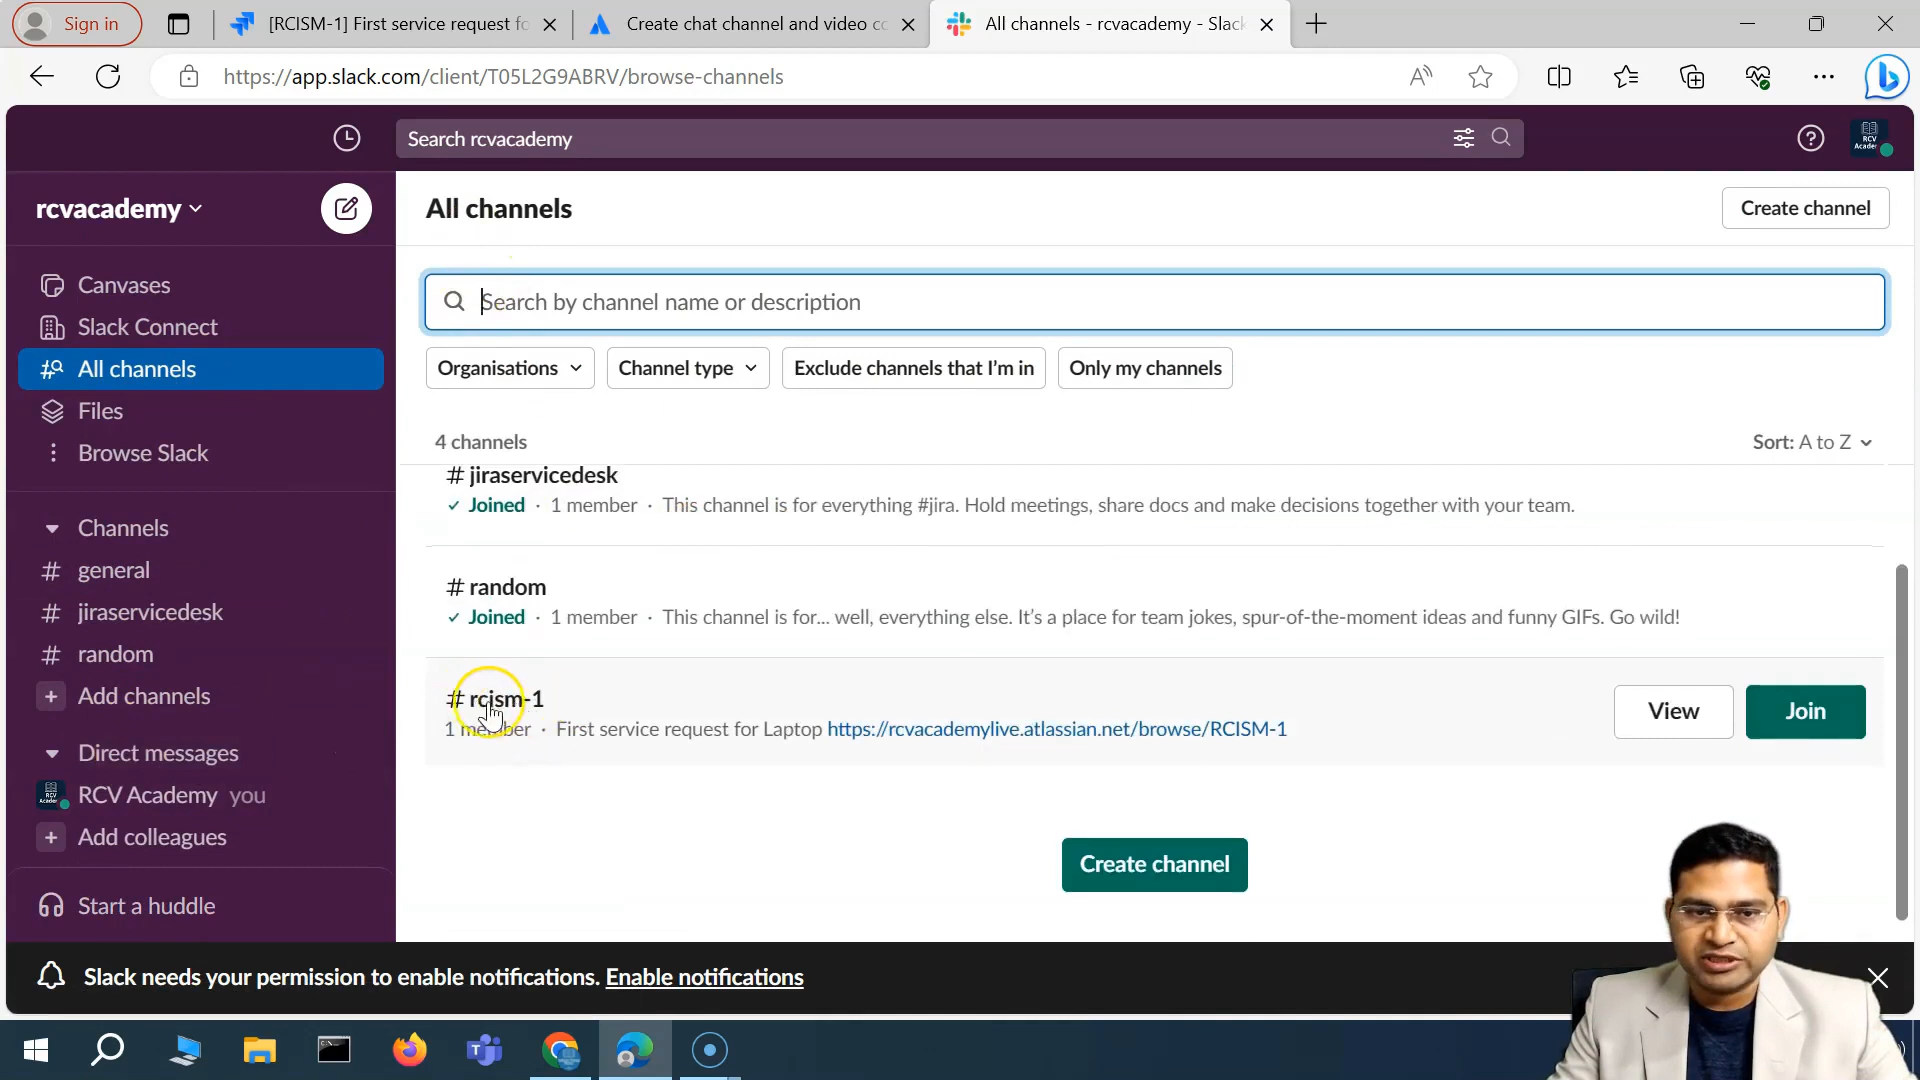 Sign in
[RCISM-1] First service request fo
Create chat channel and video co
All channels - rcvacademy - Slack
https://app.slack.com/client/T05L2G9ABRV/browse-channels
Search rcvacademy
RCV
rcvacademy
All channels
Create channel
Canvases
Search by channel name or description
Slack Connect
All channels
Organisations
Channel type
Exclude channels that I'm in
Only my channels
Files
4 channels
Sort: A to Z
Browse Slack
# jiraservicedesk
✓ Joined · 1 member · This channel is for everything #jira. Hold meetings, share docs and make decisions together with your team.
Channels
# general
# random
✓ Joined · 1 member · This channel is for... well, everything else. It's a place for team jokes, spur-of-the-moment ideas and funny GIFs. Go wild!
# jiraservicedesk
# random
+ Add channels
# rcism-1
1 member · First service request for Laptop https://rcvacademylive.atlassian.net/browse/RCISM-1
View
Join
Direct messages
RCV Academy you
+ Add colleagues
Create channel
Start a huddle
Slack needs your permission to enable notifications. Enable notifications